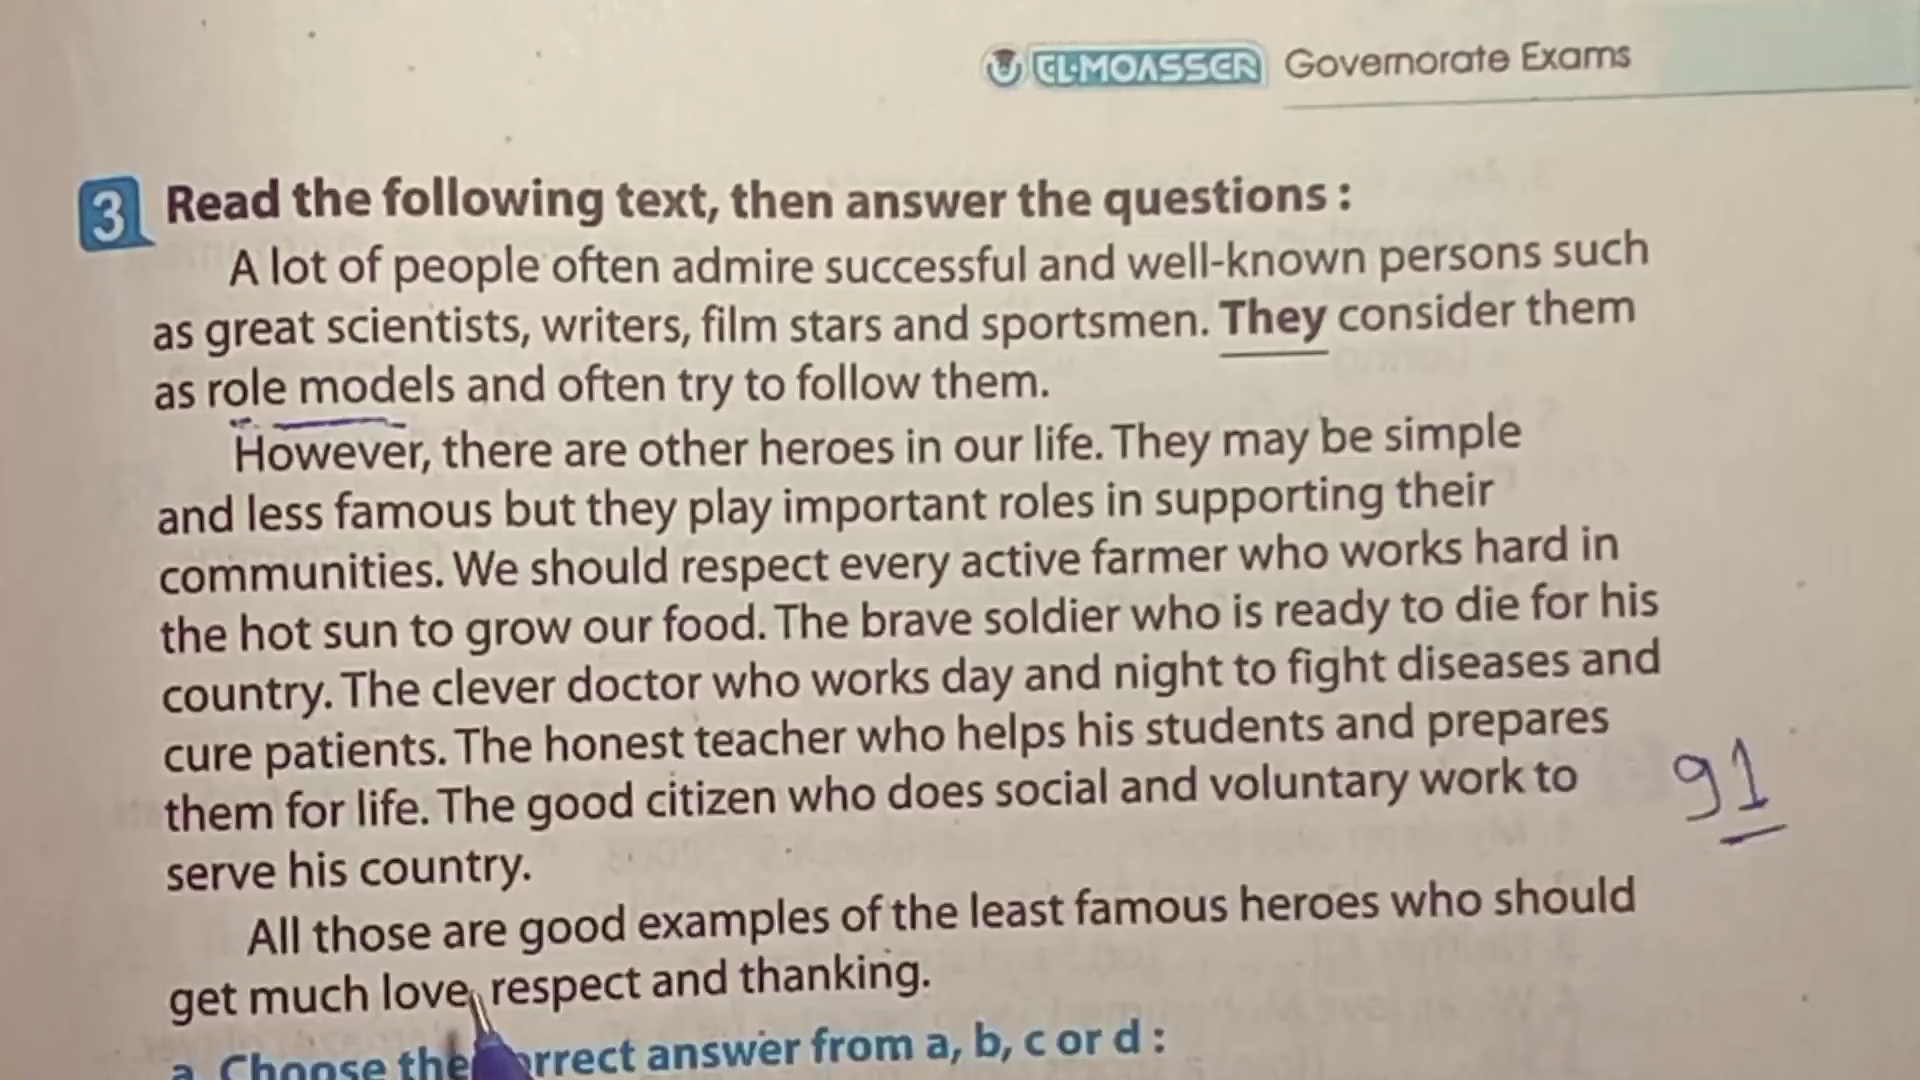 EL-MOASSER Governorate Exams
3 Read the following text, then answer the questions :
A lot of people often admire successful and well-known persons such
as great scientists, writers, film stars and sportsmen. They consider them
as role models and often try to follow them.
However, there are other heroes in our life. They may be simple
and less famous but they play important roles in supporting their
communities. We should respect every active farmer who works hard in
the hot sun to grow our food. The brave soldier who is ready to die for his
country. The clever doctor who works day and night to fight diseases and
cure patients. The honest teacher who helps his students and prepares
them for life. The good citizen who does social and voluntary work to
serve his country.
91
All those are good examples of the least famous heroes who should
get much love, respect and thanking.
a. Choose the correct answer from a, b, c or d :